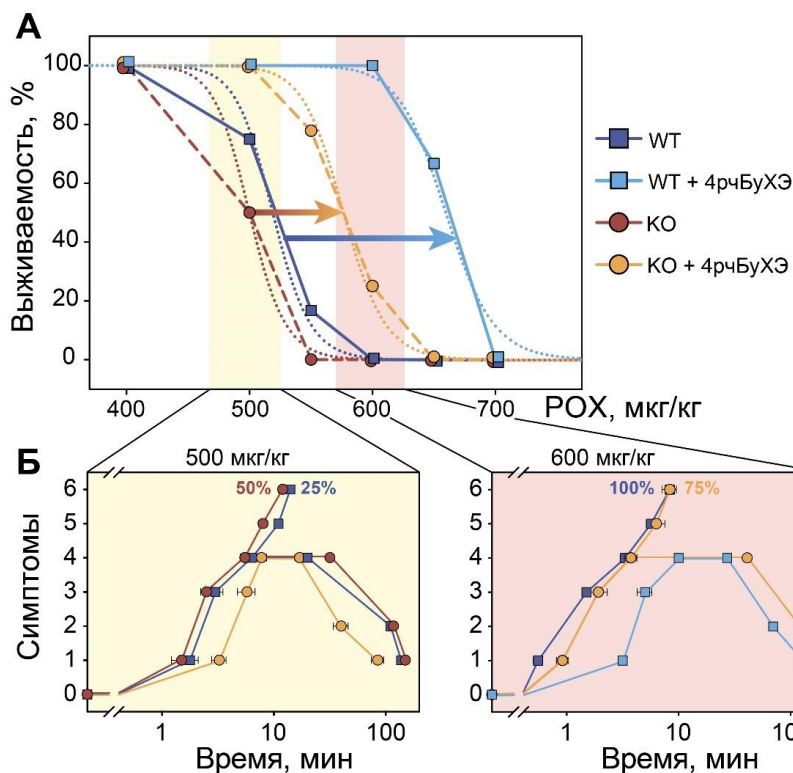 А
Выживаемость, %
100
80
60
40
20
0
400
500
600
700
POX, мкг/кг
WT
WT + 4рчБуХЭ
KO
KO + 4рчБуХЭ
Б
500 мкг/кг
600 мкг/кг
Симптомы
6
5
4
3
2
1
0
50%
25%
100%
75%
1
10
100
1
10
100
Время, мин
Время, мин